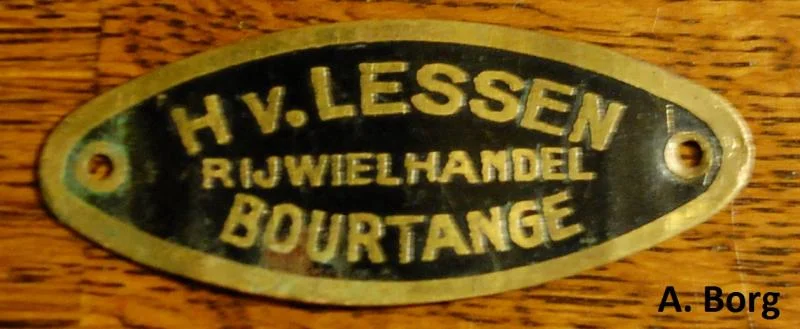 H v. LESSEN
RIJWIELHANDEL
BOURTANGE
A. Borg